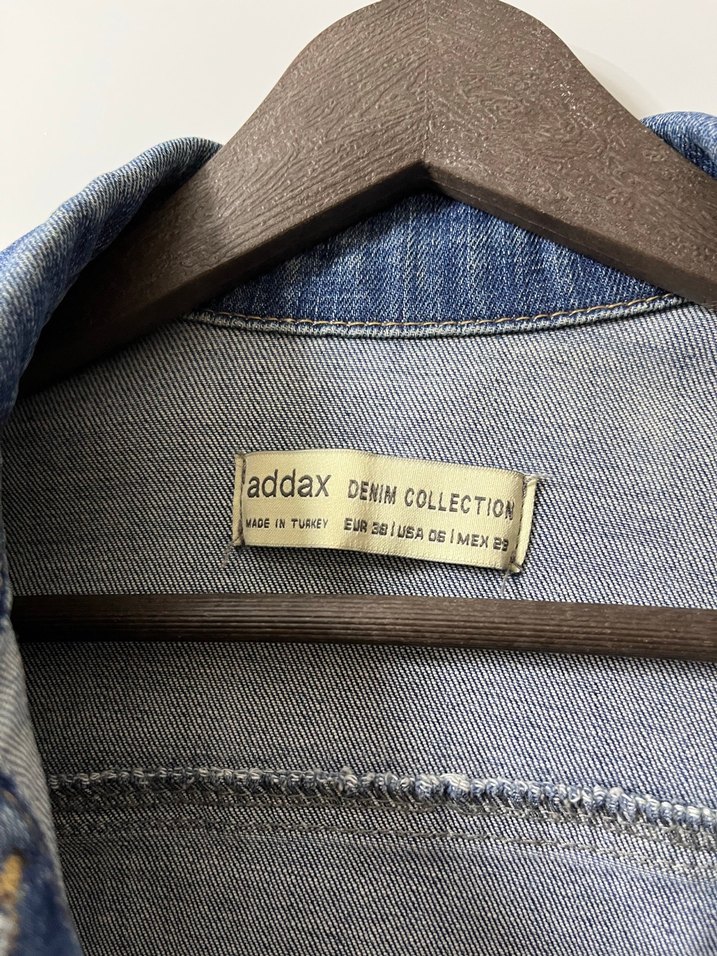 addax DENIM COLLECTION
MADE IN TURKEY EUR 38 | USA 06 | MEX 28